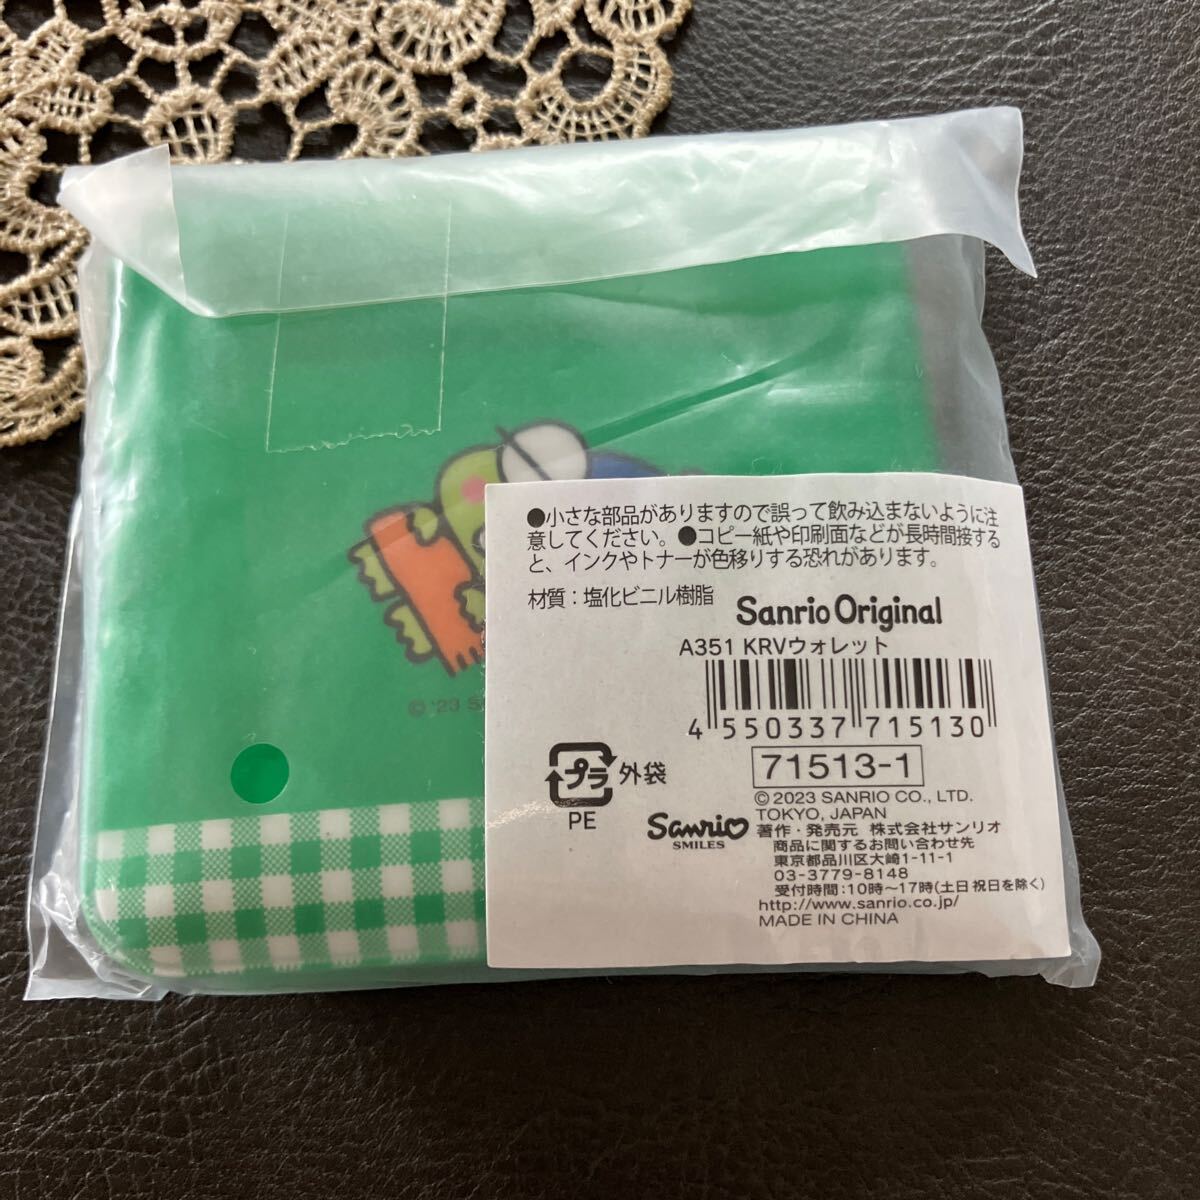 ●小さな部品がありますので誤って飲み込まないように注
意してください。●コピー紙や印刷面などが長時間接する
と、インクやトナーが色移りする恐れがあります。
材質：塩化ビニル樹脂
Sanrio Original
A351 KRVウォレット
4 550337 715130
71513-1
プラ 外袋
PE
Sanrio
SMILES
© 2023 SANRIO CO., LTD.
TOKYO, JAPAN
著作・発売元 株式会社サンリオ
商品に関するお問い合わせ先
東京都品川区大崎1-11-1
03-3779-8148
受付時間：10時～17時(土日祝日を除く)
http://www.sanrio.co.jp/
MADE IN CHINA
© '23 S